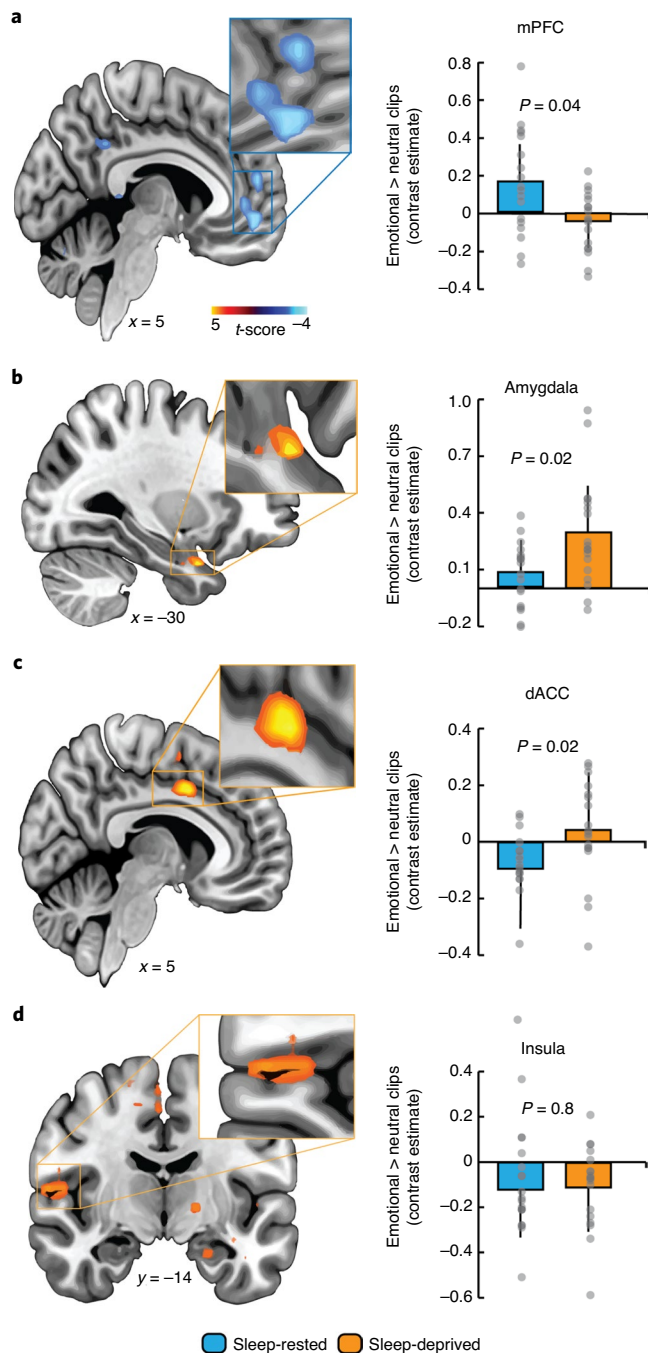 a
mPFC
0.8
0.6
P = 0.04
0.4
0.2
0
−0.2
−0.4
Emotional > neutral clips
(contrast estimate)
x = 5
5 t-score −4
b
Amygdala
1.0
0.7
P = 0.02
0.4
0.1
−0.2
Emotional > neutral clips
(contrast estimate)
x = −30
c
dACC
0.4
P = 0.02
0.2
0
−0.2
−0.4
Emotional > neutral clips
(contrast estimate)
x = 5
d
Insula
0.4
P = 0.8
0.2
0
−0.2
−0.4
−0.6
Emotional > neutral clips
(contrast estimate)
y = −14
Sleep-rested Sleep-deprived